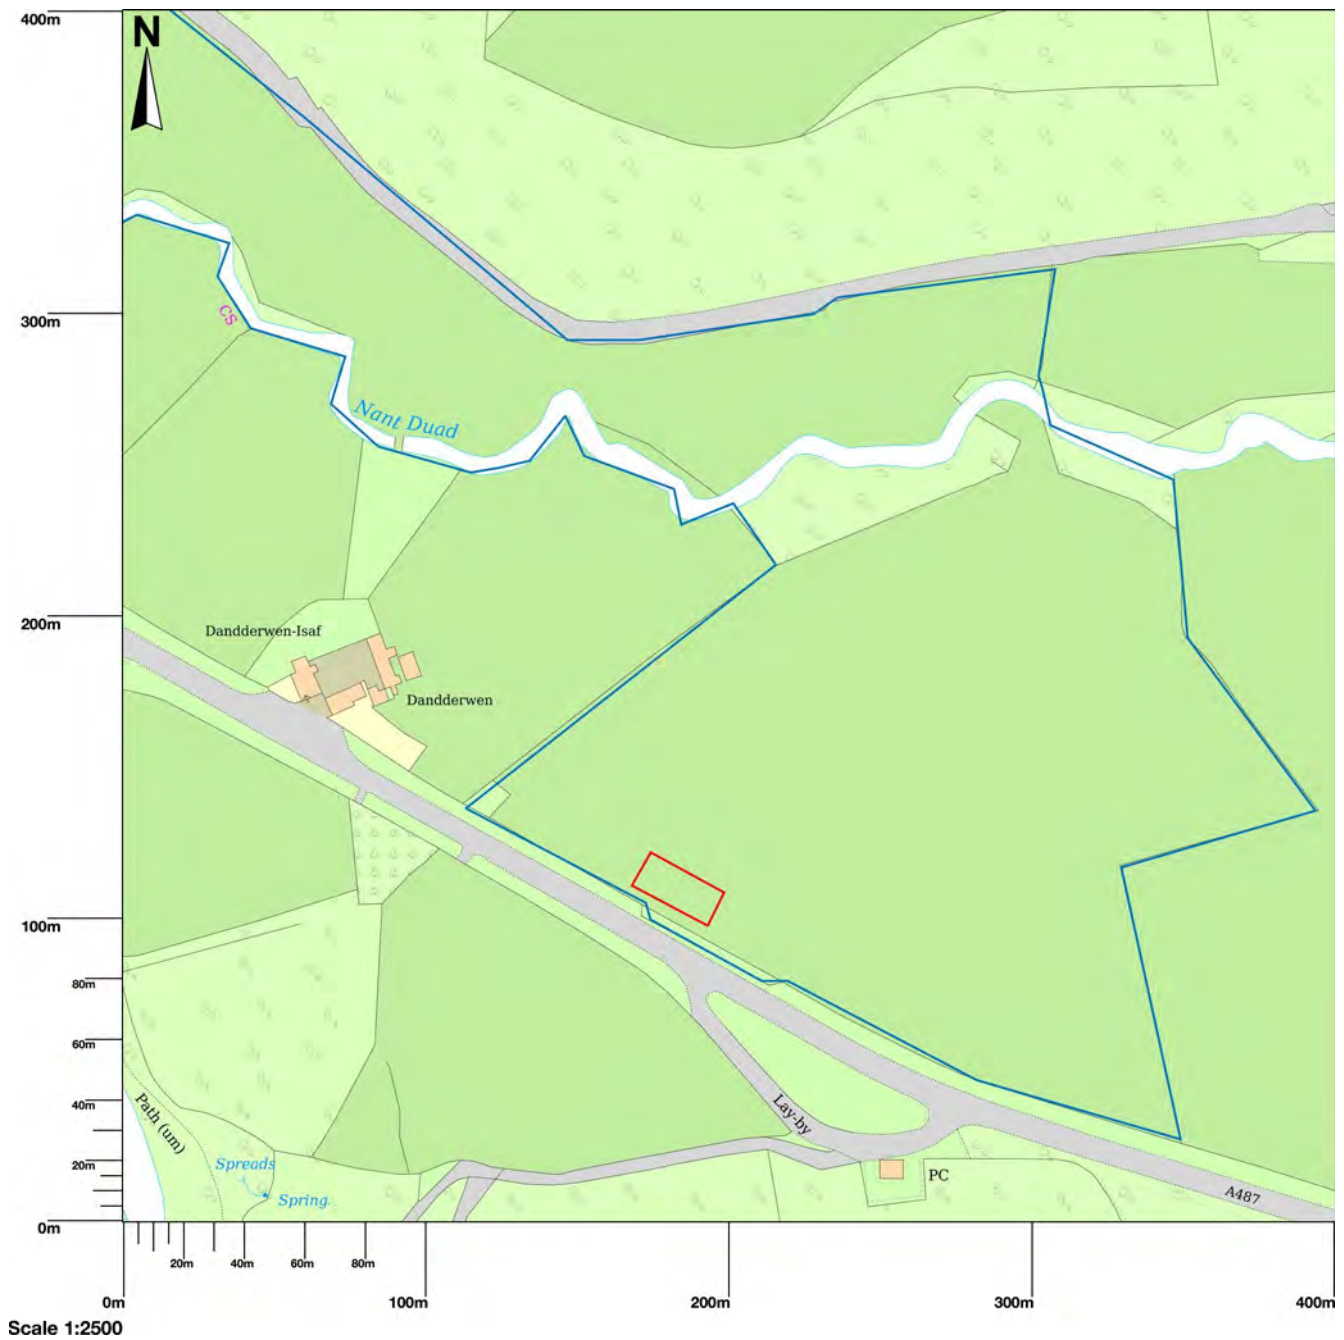 400m
N
300m
CS
Nant Duad
200m
Dandderwen-Isaf
Dandderwen
100m
80m
60m
40m
20m
0m
Path (um)
Lay-by
Spreads
Spring
PC
A487
20m
40m
60m
80m
0m
100m
200m
300m
400m
Scale 1:2500